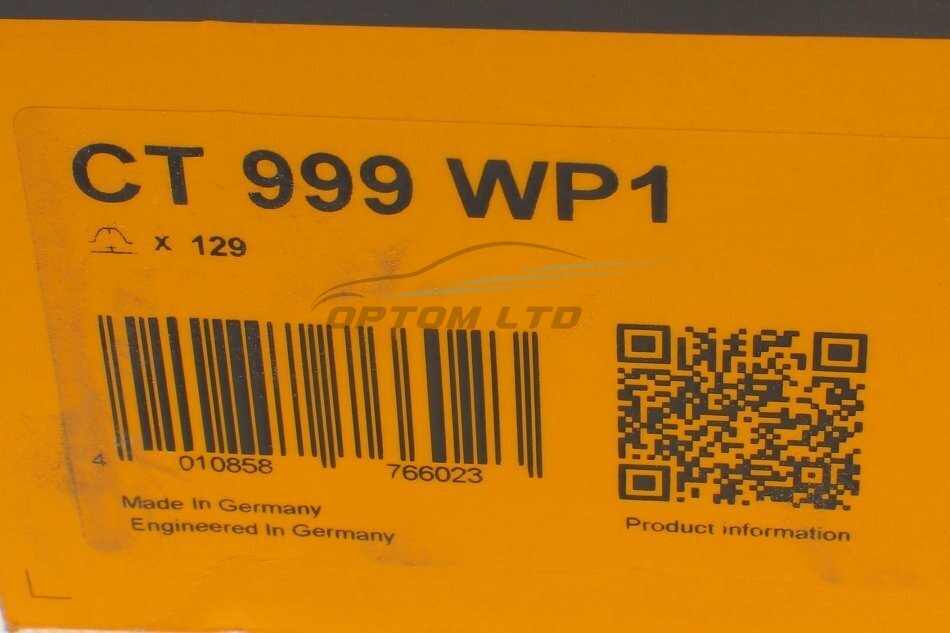 CT 999 WP1
x 129
OPTOM LTD
4 010858 766023
Made In Germany
Engineered In Germany
Product information